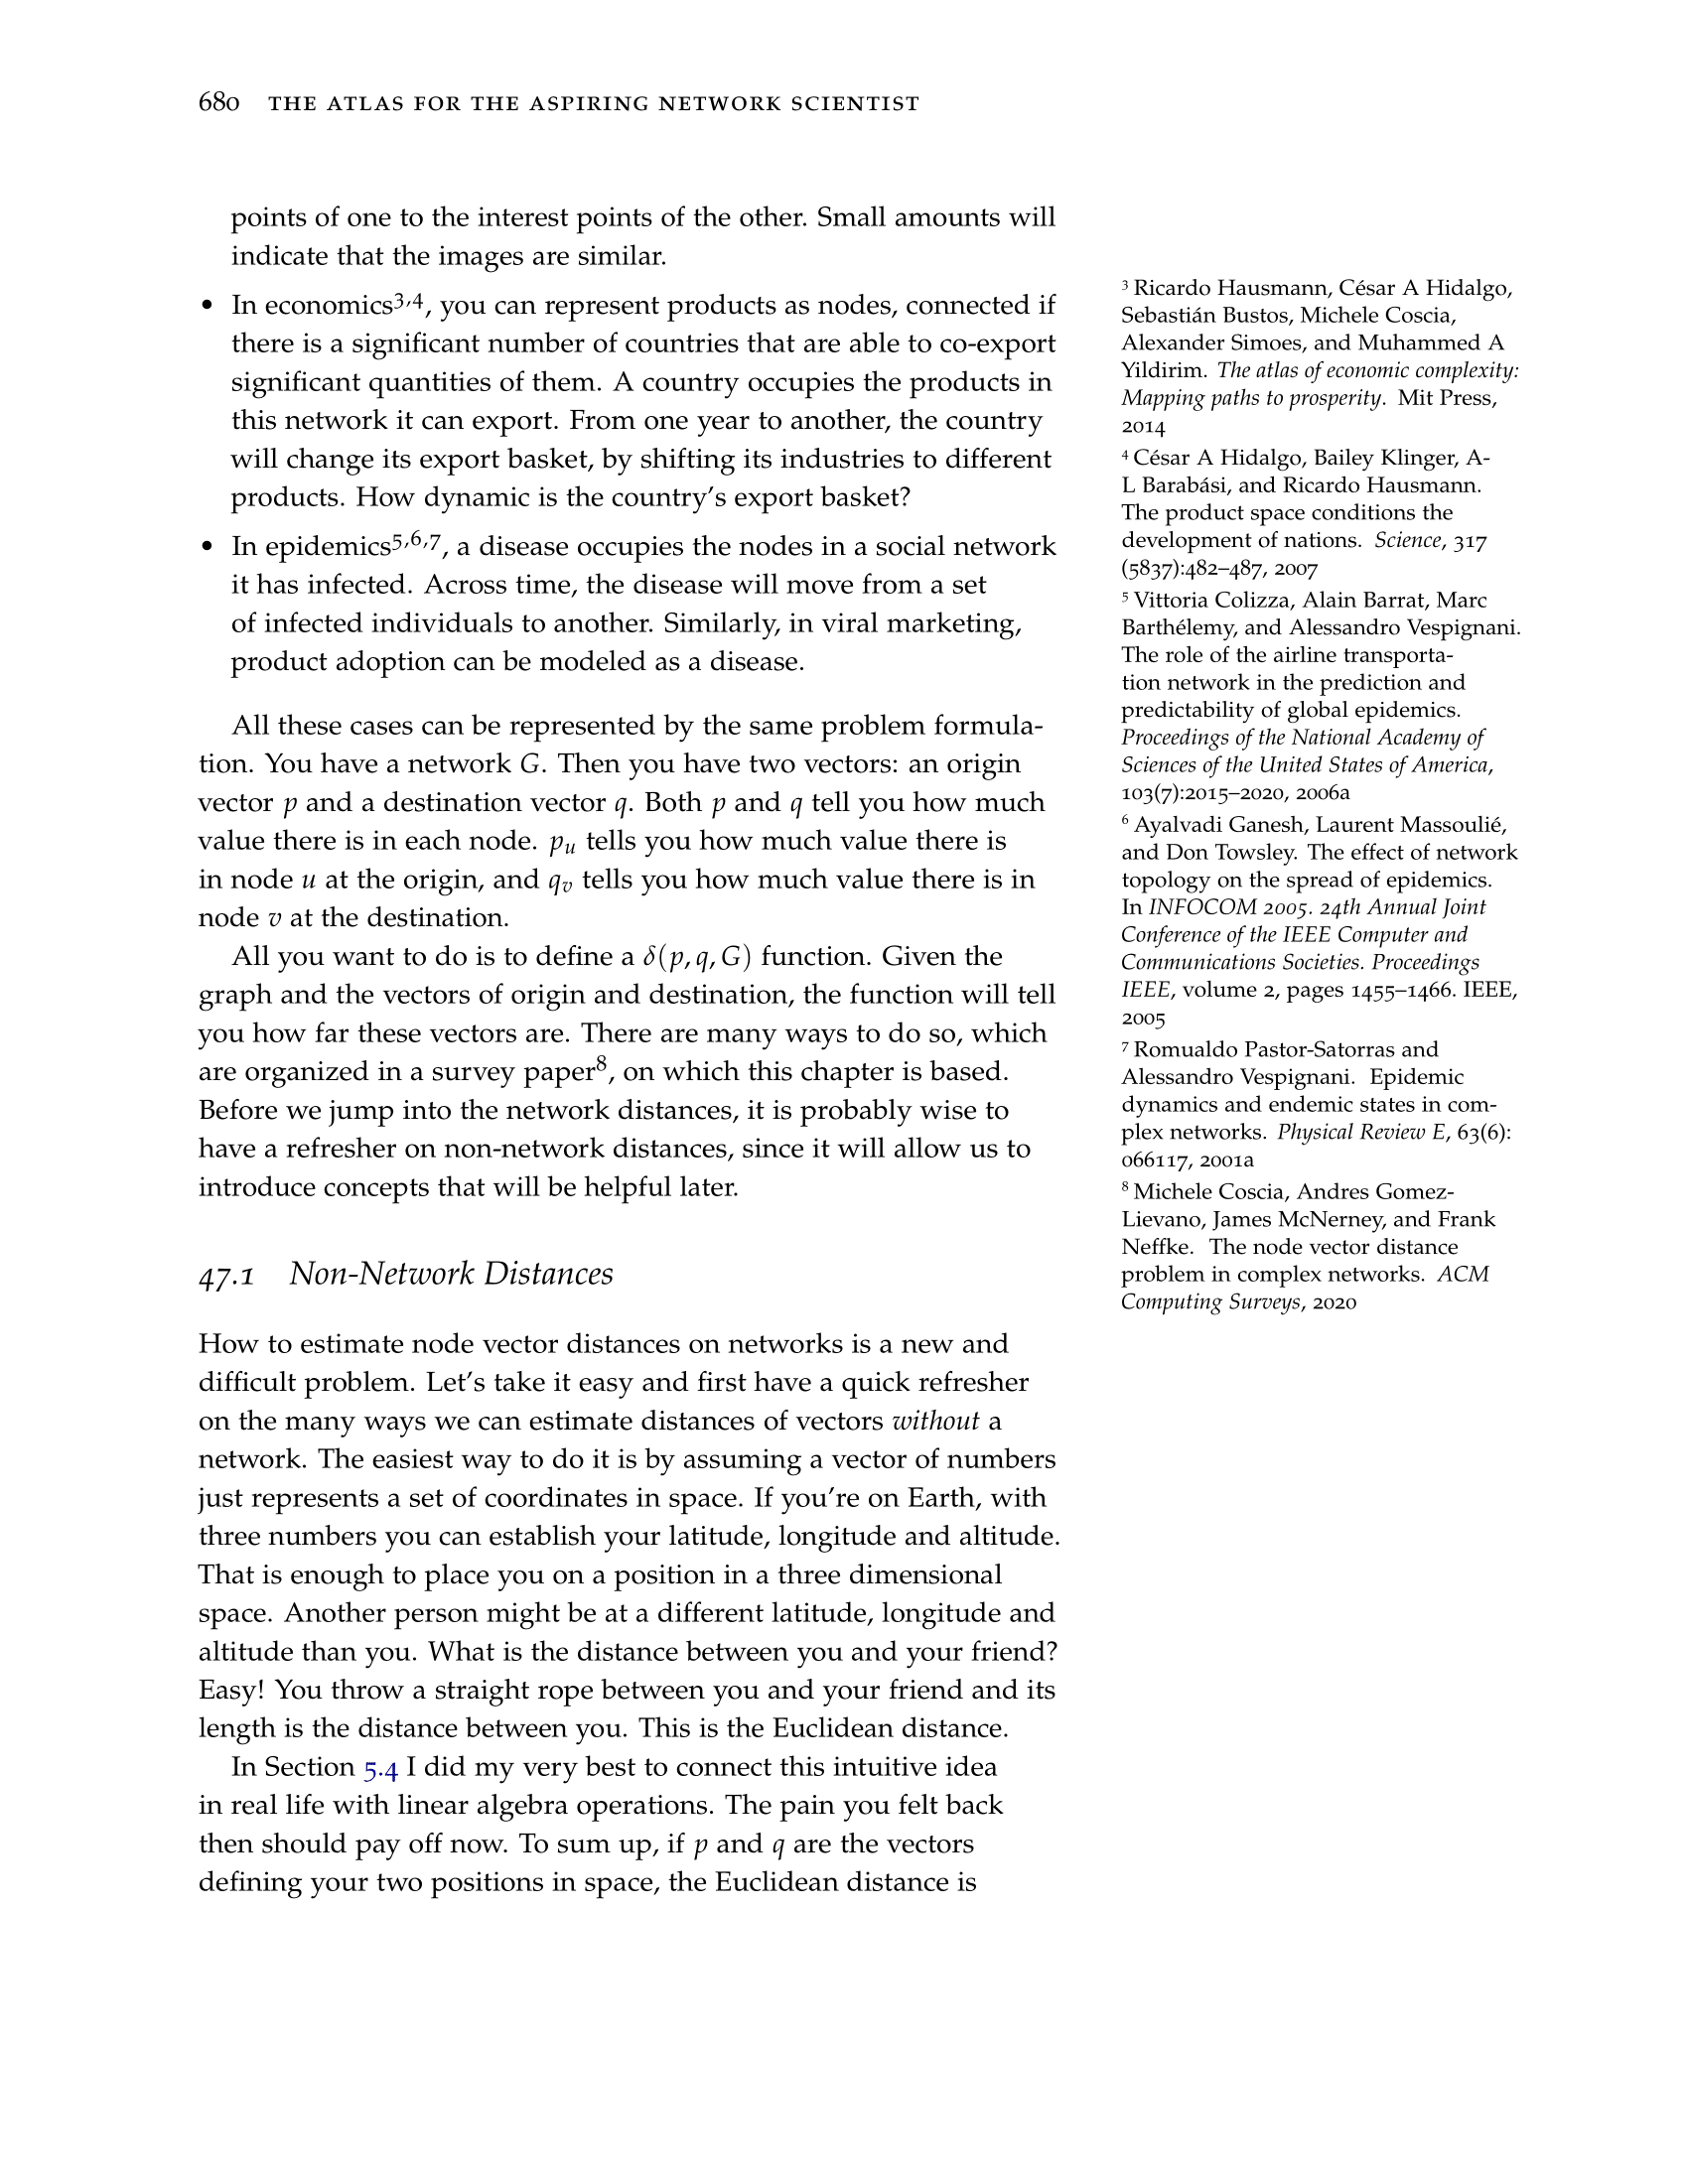 680 THE ATLAS FOR THE ASPIRING NETWORK SCIENTIST
points of one to the interest points of the other. Small amounts will
indicate that the images are similar.
• In economics3,4, you can represent products as nodes, connected if
there is a significant number of countries that are able to co-export
significant quantities of them. A country occupies the products in
this network it can export. From one year to another, the country
will change its export basket, by shifting its industries to different
products. How dynamic is the country's export basket?
• In epidemics5,6,7, a disease occupies the nodes in a social network
it has infected. Across time, the disease will move from a set
of infected individuals to another. Similarly, in viral marketing,
product adoption can be modeled as a disease.
All these cases can be represented by the same problem formula-
tion. You have a network G. Then you have two vectors: an origin
vector p and a destination vector q. Both p and q tell you how much
value there is in each node. pu tells you how much value there is
in node u at the origin, and qv tells you how much value there is in
node v at the destination.
All you want to do is to define a δ(p, q, G) function. Given the
graph and the vectors of origin and destination, the function will tell
you how far these vectors are. There are many ways to do so, which
are organized in a survey paper8, on which this chapter is based.
Before we jump into the network distances, it is probably wise to
have a refresher on non-network distances, since it will allow us to
introduce concepts that will be helpful later.
47.1 Non-Network Distances
How to estimate node vector distances on networks is a new and
difficult problem. Let's take it easy and first have a quick refresher
on the many ways we can estimate distances of vectors without a
network. The easiest way to do it is by assuming a vector of numbers
just represents a set of coordinates in space. If you're on Earth, with
three numbers you can establish your latitude, longitude and altitude.
That is enough to place you on a position in a three dimensional
space. Another person might be at a different latitude, longitude and
altitude than you. What is the distance between you and your friend?
Easy! You throw a straight rope between you and your friend and its
length is the distance between you. This is the Euclidean distance.
In Section 5.4 I did my very best to connect this intuitive idea
in real life with linear algebra operations. The pain you felt back
then should pay off now. To sum up, if p and q are the vectors
defining your two positions in space, the Euclidean distance is
3 Ricardo Hausmann, César A Hidalgo,
Sebastián Bustos, Michele Coscia,
Alexander Simoes, and Muhammed A
Yildirim. The atlas of economic complexity:
Mapping paths to prosperity. Mit Press,
2014
4 César A Hidalgo, Bailey Klinger, A-
L Barabási, and Ricardo Hausmann.
The product space conditions the
development of nations. Science, 317
(5837):482–487, 2007
5 Vittoria Colizza, Alain Barrat, Marc
Barthélemy, and Alessandro Vespignani.
The role of the airline transporta-
tion network in the prediction and
predictability of global epidemics.
Proceedings of the National Academy of
Sciences of the United States of America,
103(7):2015–2020, 2006a
6 Ayalvadi Ganesh, Laurent Massoulié,
and Don Towsley. The effect of network
topology on the spread of epidemics.
In INFOCOM 2005. 24th Annual Joint
Conference of the IEEE Computer and
Communications Societies. Proceedings
IEEE, volume 2, pages 1455–1466. IEEE,
2005
7 Romualdo Pastor-Satorras and
Alessandro Vespignani. Epidemic
dynamics and endemic states in com-
plex networks. Physical Review E, 63(6):
066117, 2001a
8 Michele Coscia, Andres Gomez-
Lievano, James McNerney, and Frank
Neffke. The node vector distance
problem in complex networks. ACM
Computing Surveys, 2020